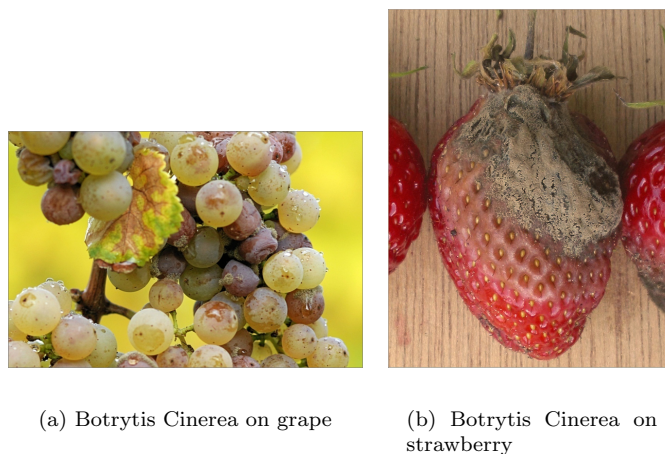 (a) Botrytis Cinerea on grape
(b) Botrytis Cinerea on
strawberry